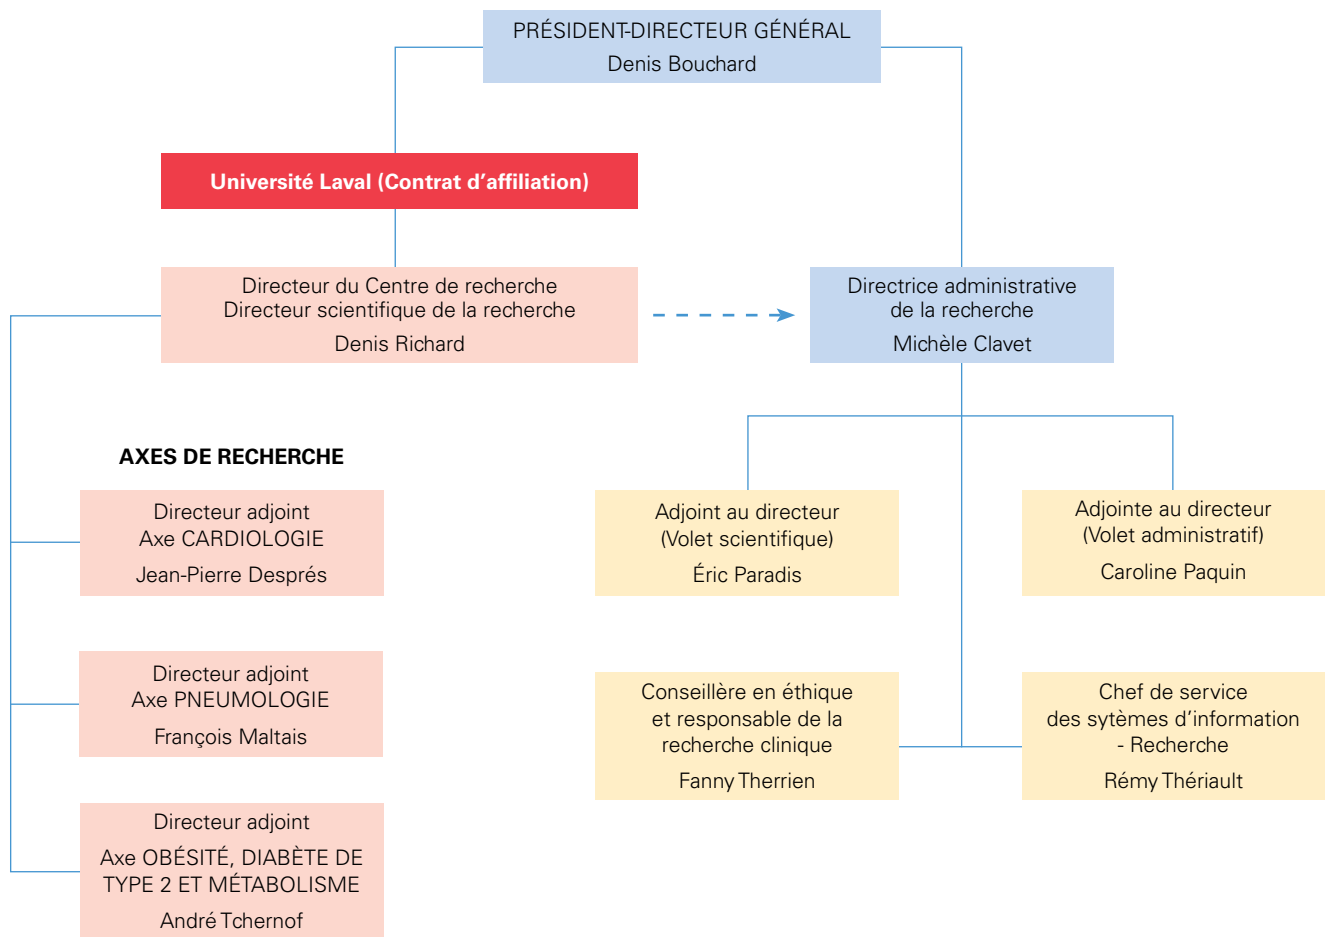 PRÉSIDENT-DIRECTEUR GÉNÉRAL
Denis Bouchard
Université Laval (Contrat d’affiliation)
Directeur du Centre de recherche
Directeur scientifique de la recherche
Denis Richard
Directrice administrative
de la recherche
Michèle Clavet
AXES DE RECHERCHE
Directeur adjoint
Axe CARDIOLOGIE
Jean-Pierre Després
Directeur adjoint
Axe PNEUMOLOGIE
François Maltais
Directeur adjoint
Axe OBÉSITÉ, DIABÈTE DE
TYPE 2 ET MÉTABOLISME
André Tchernof
Adjoint au directeur
(Volet scientifique)
Éric Paradis
Adjointe au directeur
(Volet administratif)
Caroline Paquin
Conseillère en éthique
et responsable de la
recherche clinique
Fanny Therrien
Chef de service
des sytèmes d’information
- Recherche
Rémy Thériault